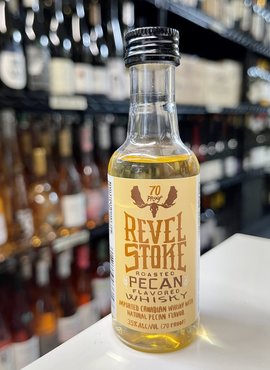 70
PROOF
REVEL
STOKE
ROASTED
PECAN
FLAVORED
WHISKY
IMPORTED CANADIAN WHISKY WITH
NATURAL PECAN FLAVOR
35% ALC/VOL (70 PROOF)